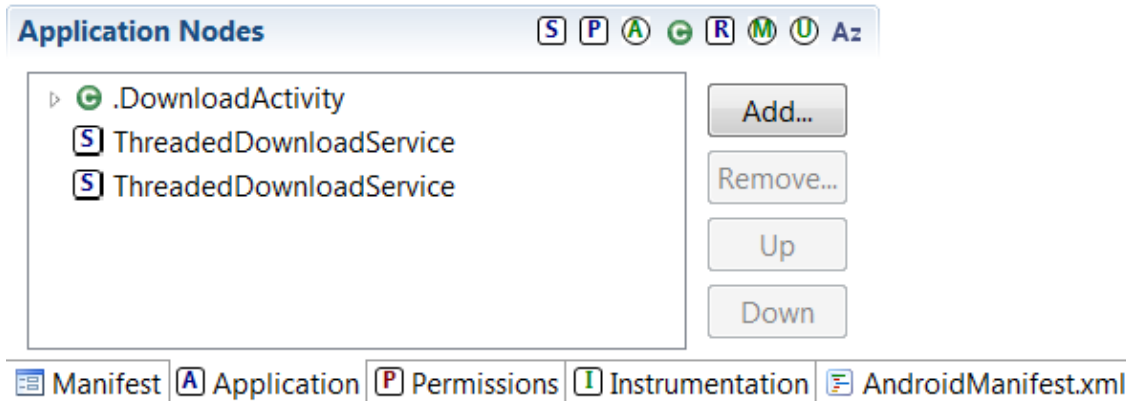 Application Nodes S P A C R M U Az
C .DownloadActivity
S ThreadedDownloadService
S ThreadedDownloadService
Add...
Remove...
Up
Down
Manifest A Application P Permissions I Instrumentation F AndroidManifest.xml